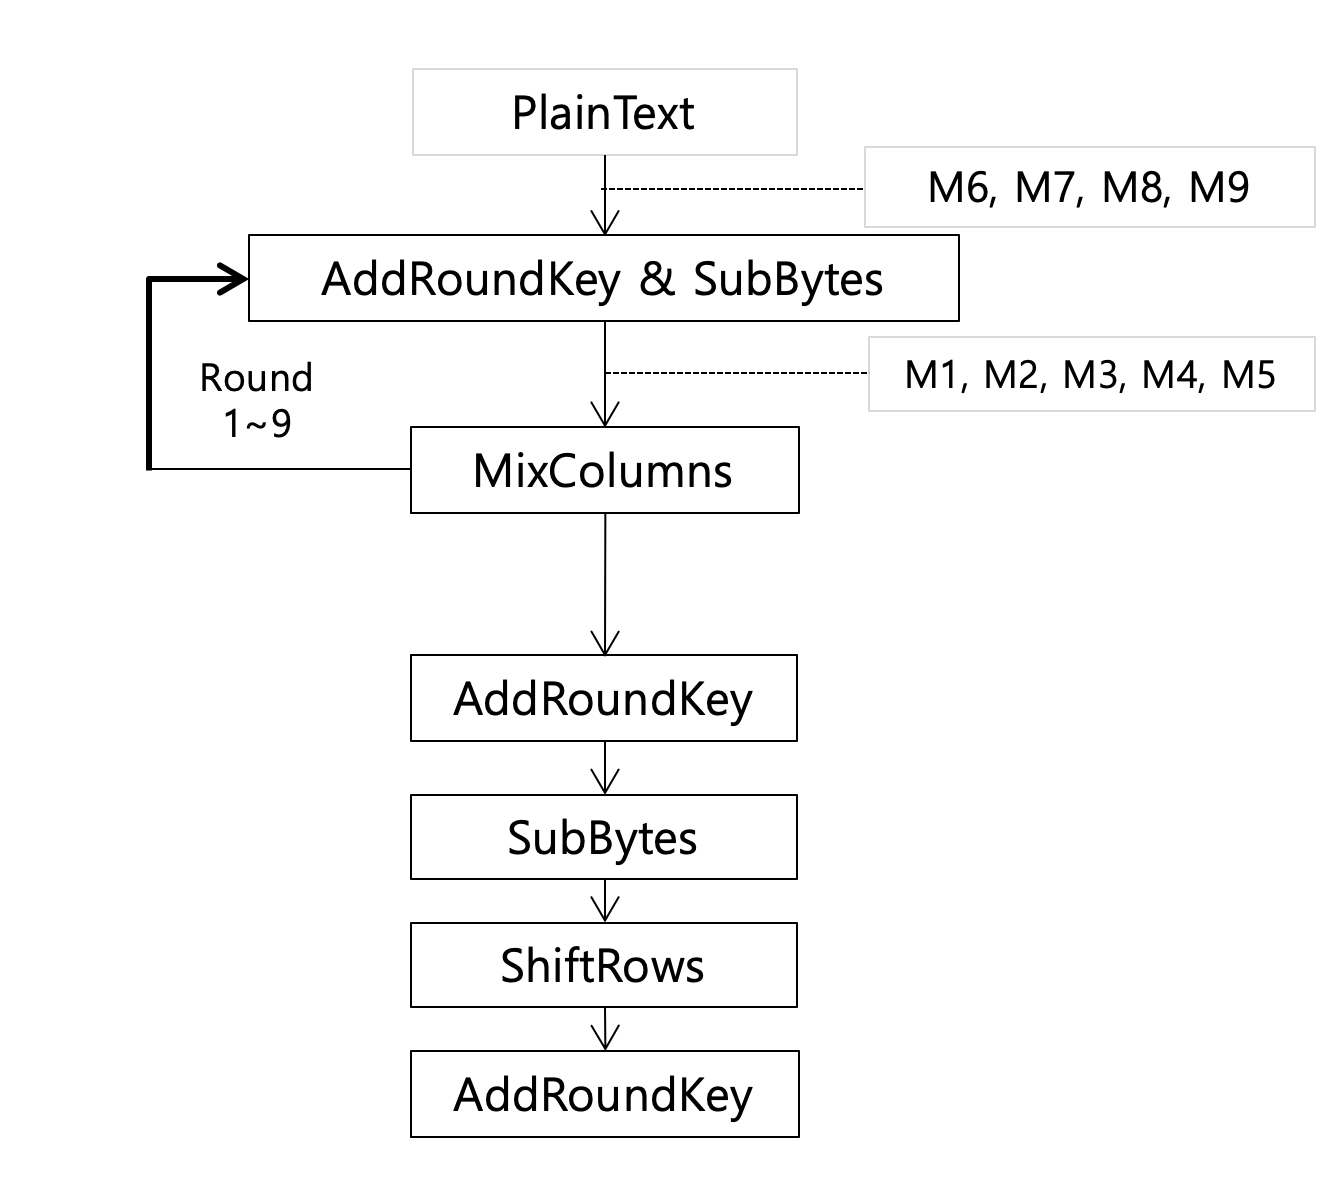 PlainText
M6, M7, M8, M9
AddRoundKey & SubBytes
M1, M2, M3, M4, M5
Round
1~9
MixColumns
AddRoundKey
SubBytes
ShiftRows
AddRoundKey